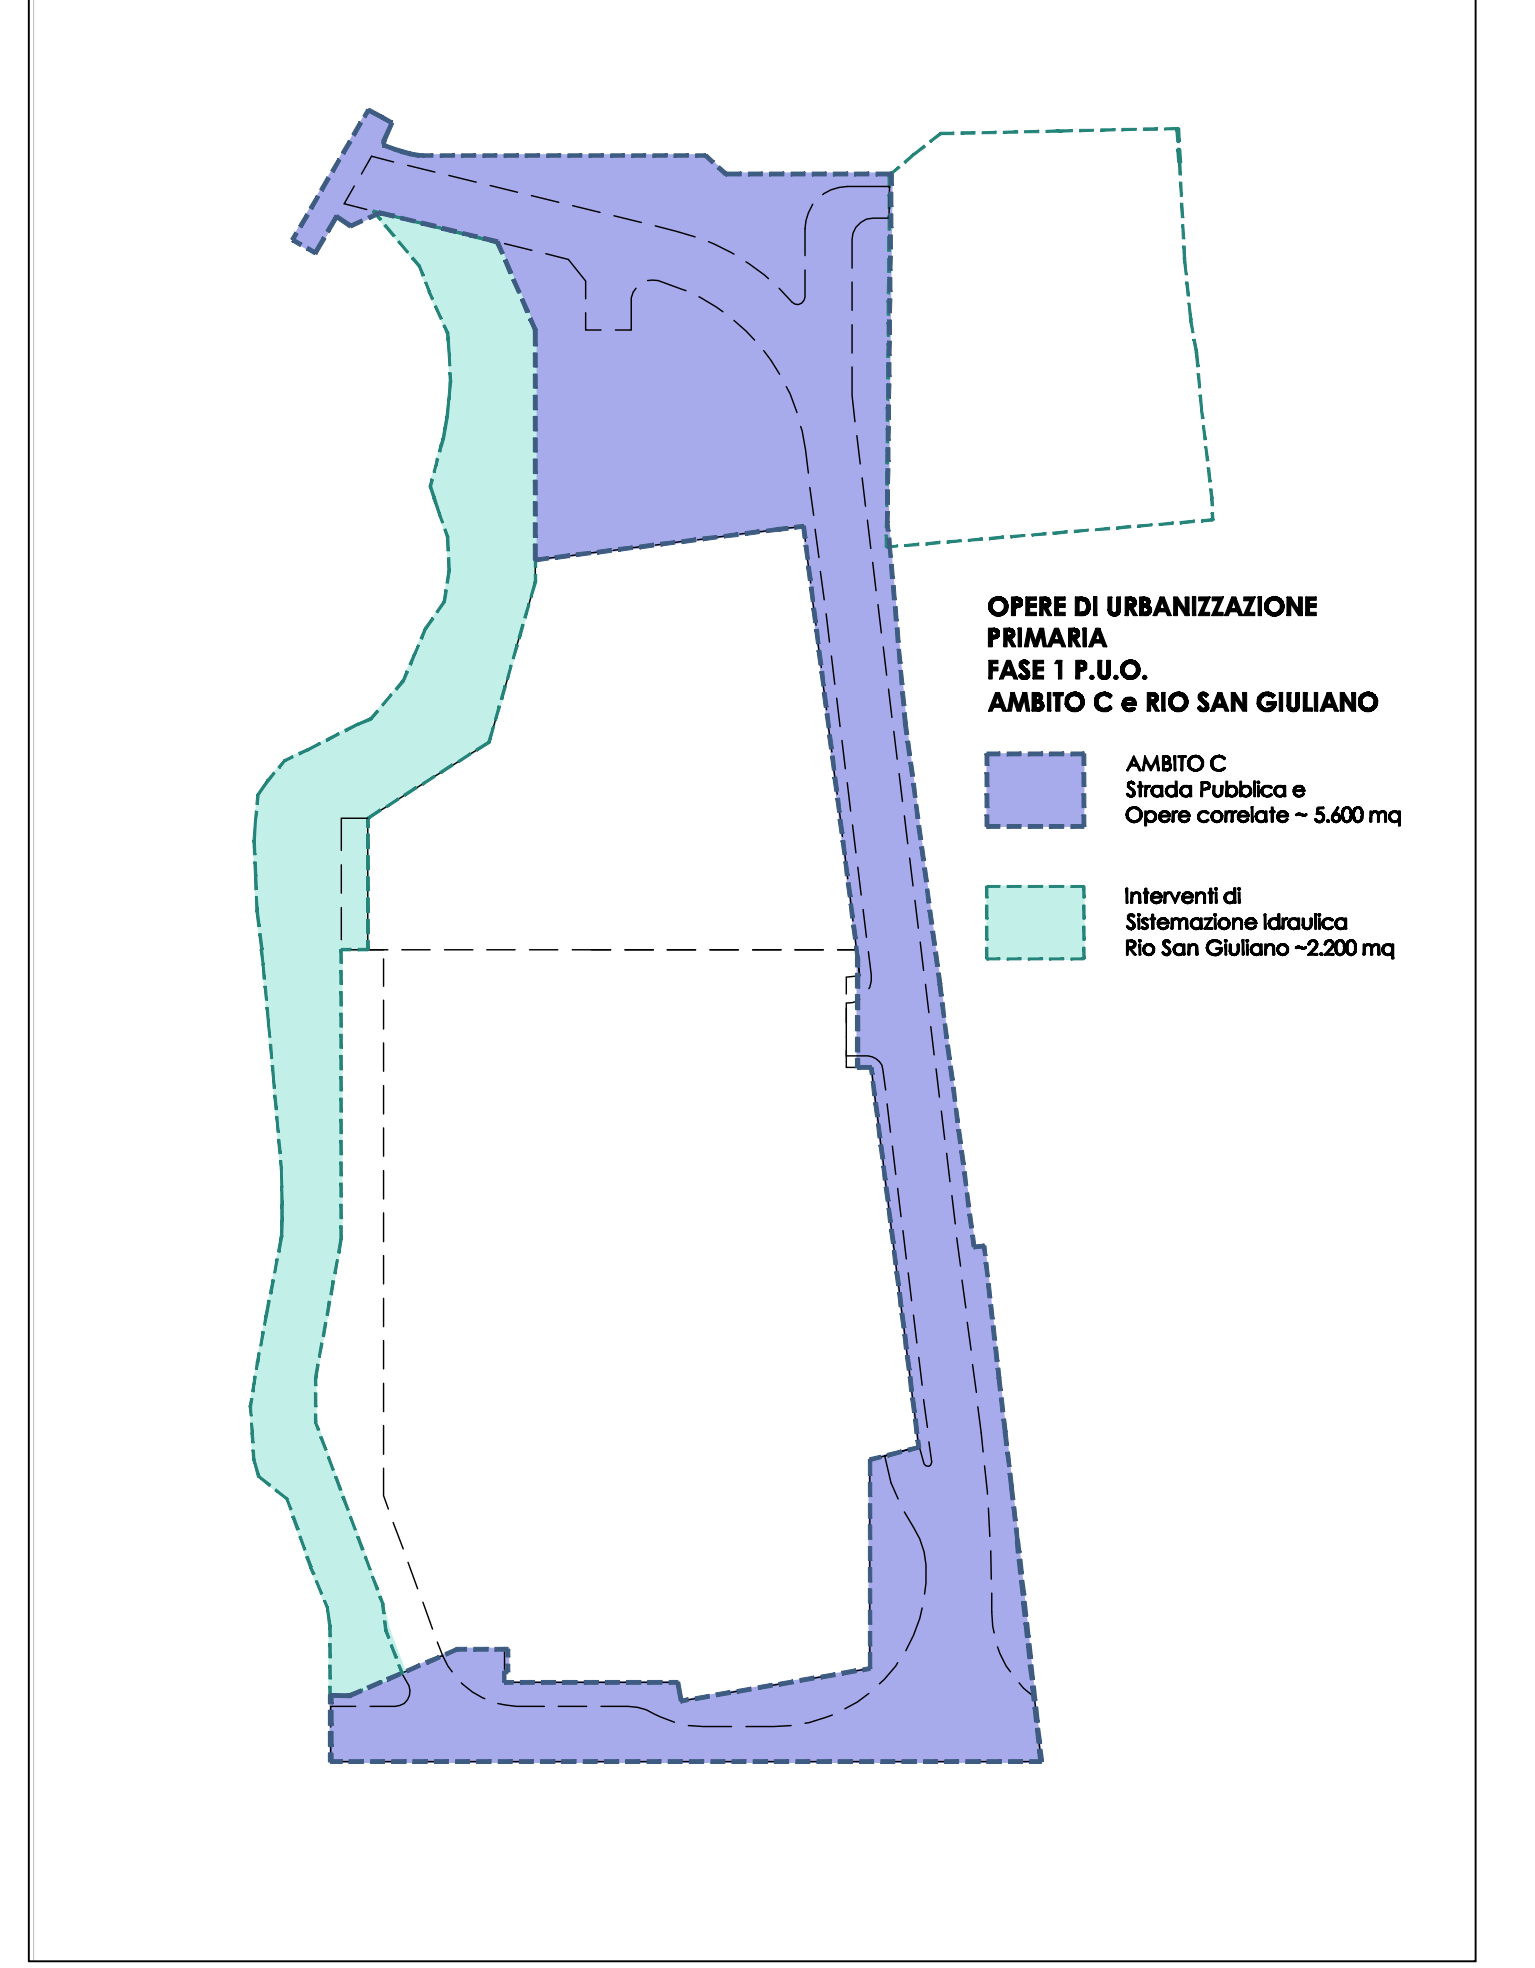 OPERE DI URBANIZZAZIONE
PRIMARIA
FASE 1 P.U.O.
AMBITO C e RIO SAN GIULIANO
AMBITO C
Strada Pubblica e
Opere correlate ~ 5.600 mq
Interventi di
Sistemazione Idraulica
Rio San Giuliano ~2.200 mq